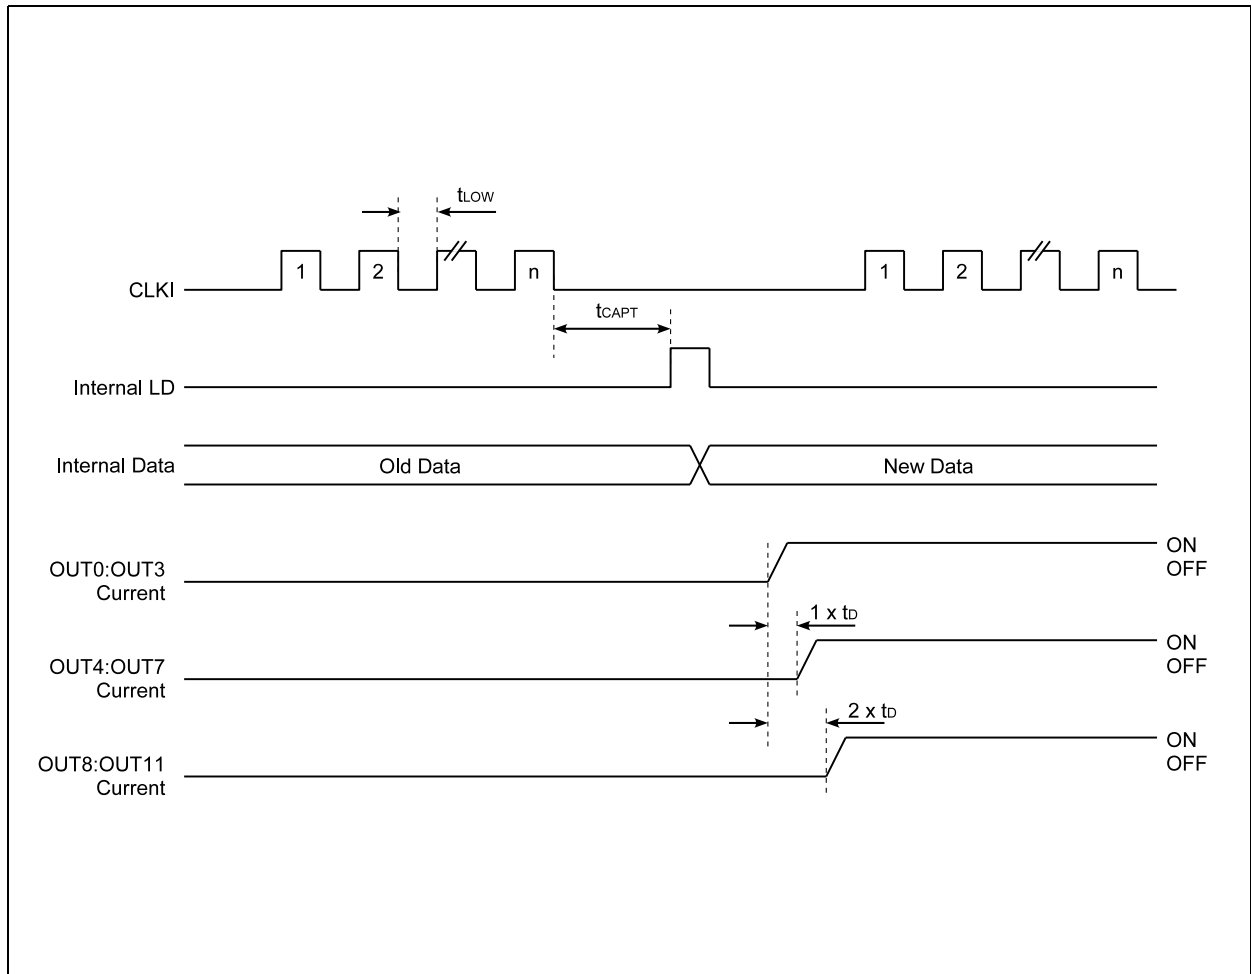 tLOW
CLKI
1
2
n
1
2
n
tCAPT
Internal LD
Internal Data
Old Data
New Data
OUT0:OUT3
Current
ON
OFF
1 x tD
OUT4:OUT7
Current
ON
OFF
2 x tD
OUT8:OUT11
Current
ON
OFF